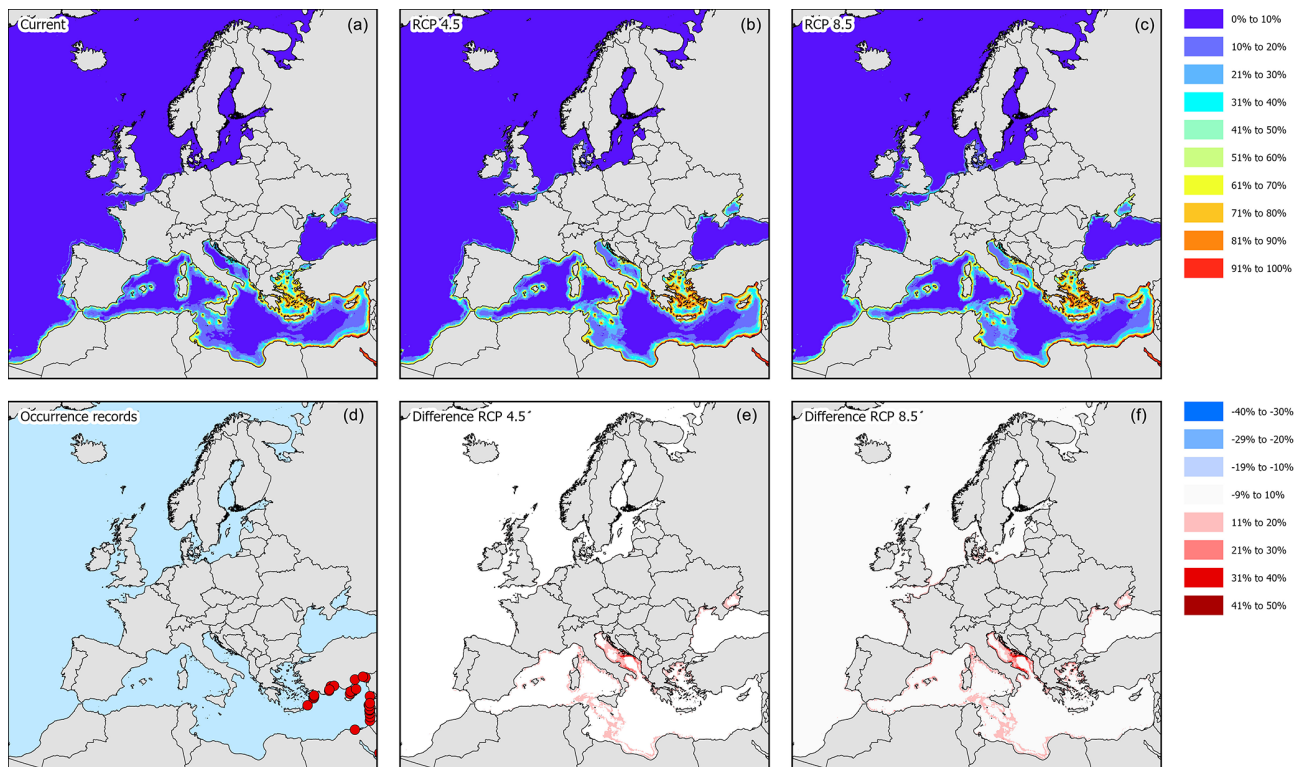 Current
(a)
RCP 4.5
(b)
RCP 8.5
(c)
0% to 10%
10% to 20%
21% to 30%
31% to 40%
41% to 50%
51% to 60%
61% to 70%
71% to 80%
81% to 90%
91% to 100%
Occurrence records
(d)
Difference RCP 4.5´
(e)
Difference RCP 8.5´
(f)
-40% to -30%
-29% to -20%
-19% to -10%
-9% to 10%
11% to 20%
21% to 30%
31% to 40%
41% to 50%